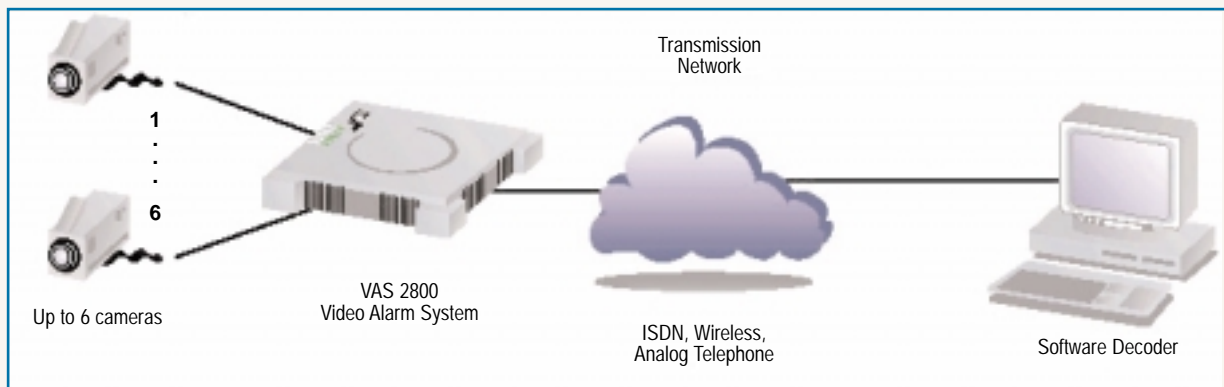 Transmission
Network
1
.
.
.
6
Up to 6 cameras
VAS 2800
Video Alarm System
ISDN, Wireless,
Analog Telephone
Software Decoder